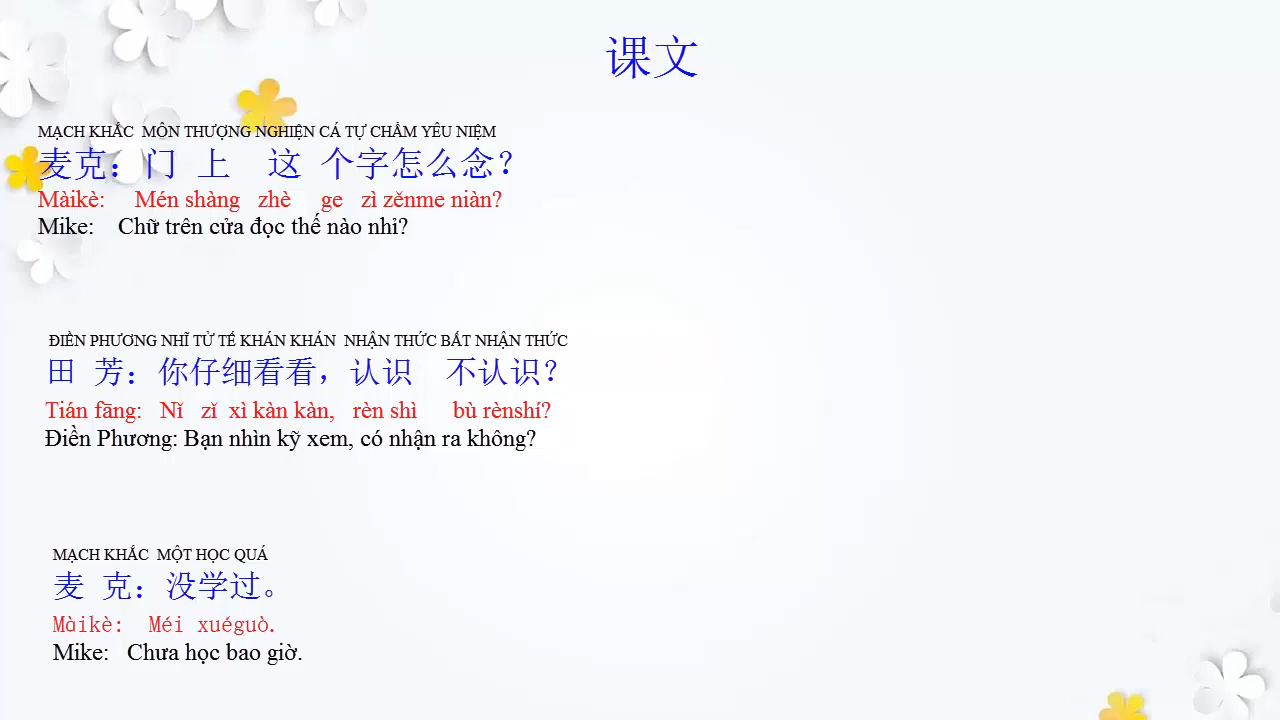 课文
MẠCH KHẮC MÔN THƯỢNG NGHIỆN CÁ TỰ CHẨM YÊU NIỆM
麦克：门 上 这 个字怎么念？
Màikè: Mén shàng zhè ge zì zěnme niàn?
Mike: Chữ trên cửa đọc thế nào nhỉ?
ĐIỀN PHƯƠNG NHĨ TỬ TẾ KHÁN KHÁN NHẬN THỨC BẤT NHẬN THỨC
田 芳：你仔细看看，认识 不认识？
Tián fāng: Nǐ zǐ xì kàn kàn, rèn shì bù rènshí?
Điền Phương: Bạn nhìn kỹ xem, có nhận ra không?
MẠCH KHẮC MỘT HỌC QUÁ
麦 克：没学过。
Màikè: Méi xuéguò.
Mike: Chưa học bao giờ.